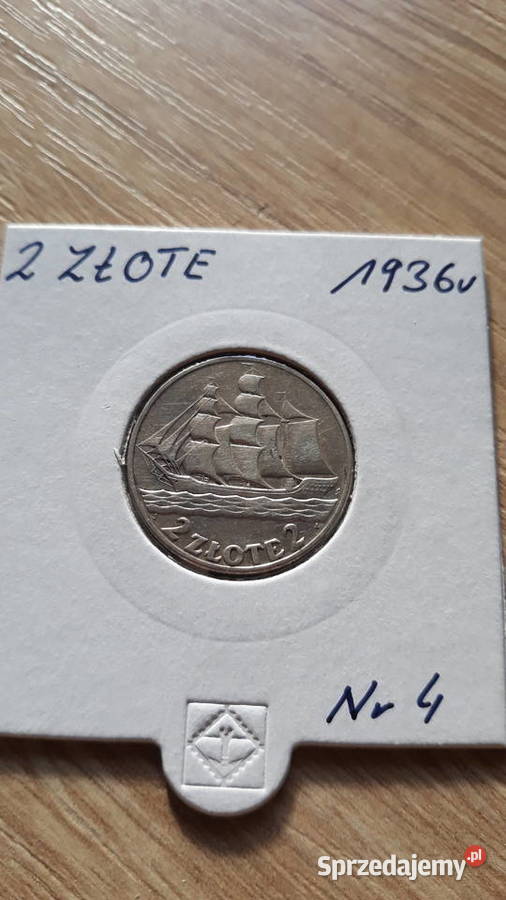 2 ZŁOTE 1936r
2 ZŁOTE 2
Nr 4
Sprzedajemy.pl